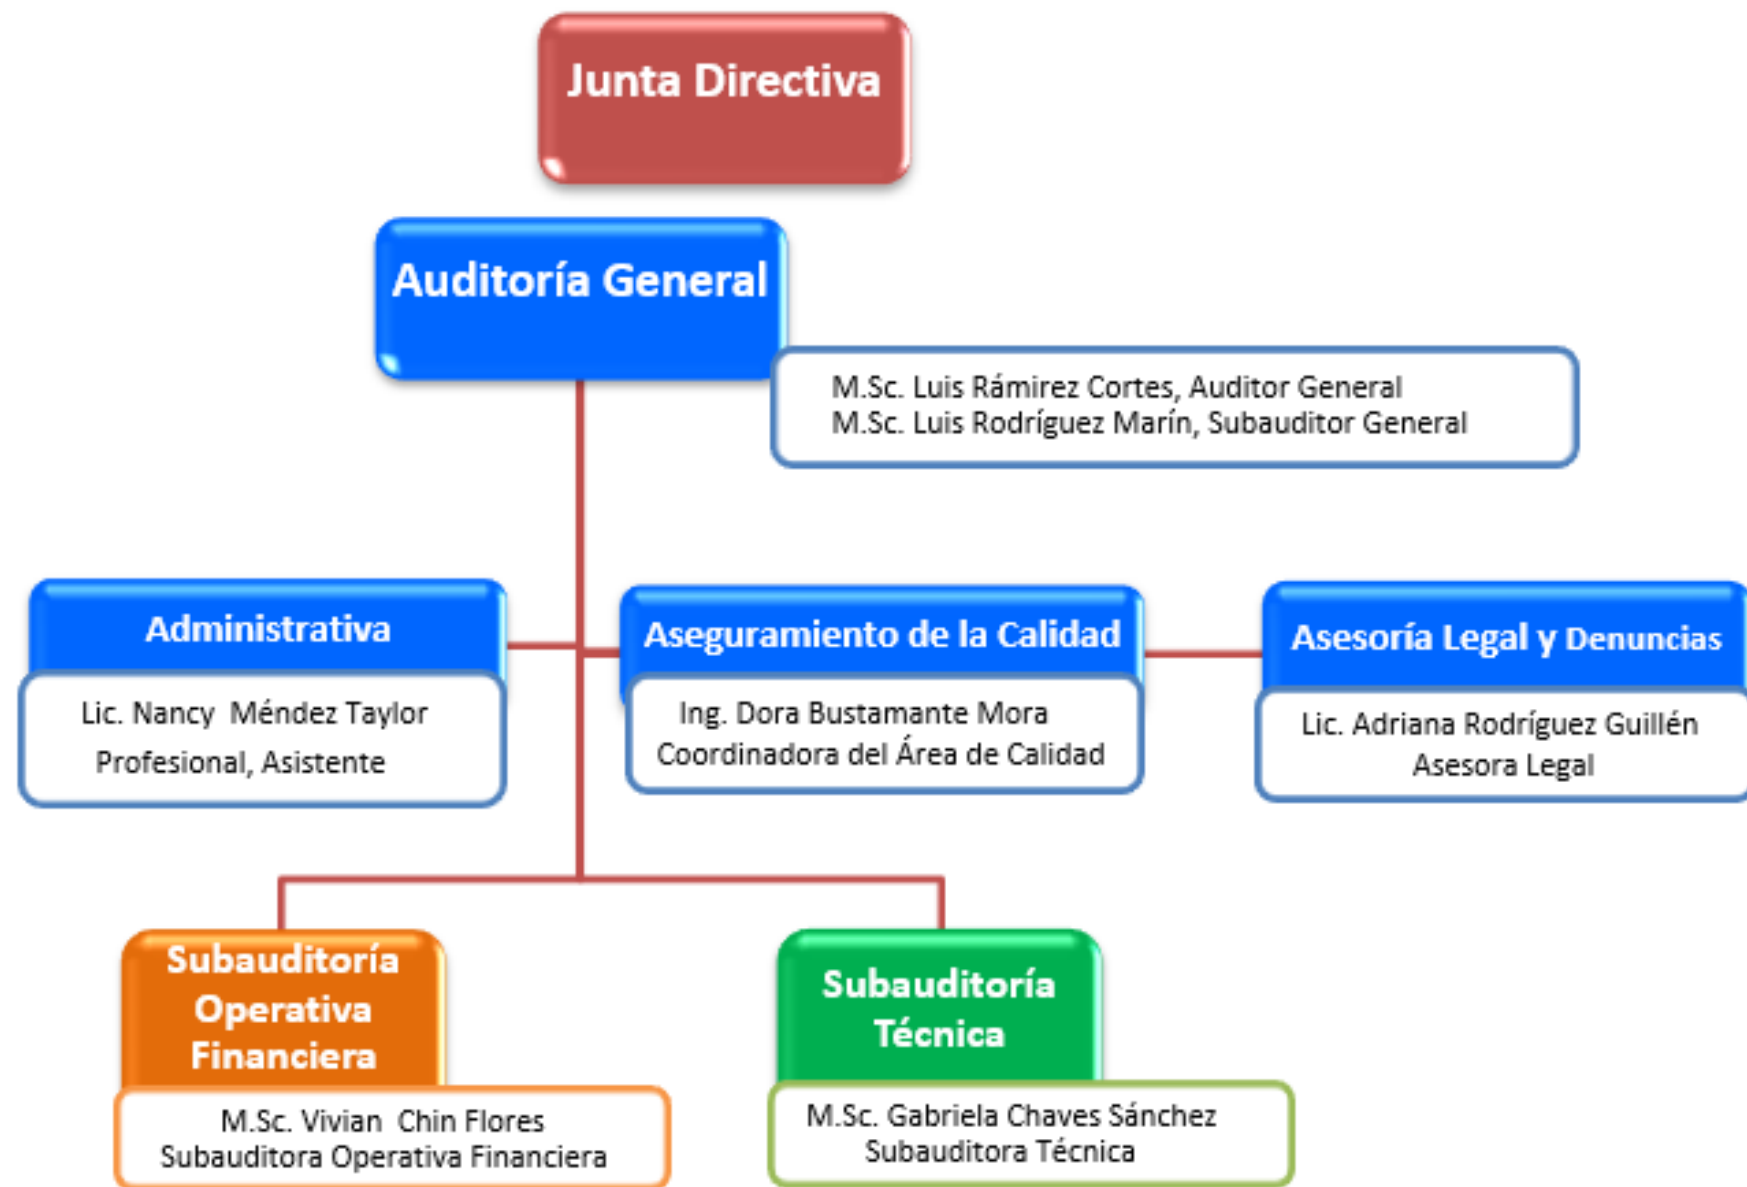 Junta Directiva
Auditoría General
M.Sc. Luis Rámirez Cortes, Auditor General
M.Sc. Luis Rodríguez Marín, Subauditor General
Administrativa
Lic. Nancy Méndez Taylor
Profesional, Asistente
Aseguramiento de la Calidad
Ing. Dora Bustamante Mora
Coordinadora del Área de Calidad
Asesoría Legal y Denuncias
Lic. Adriana Rodríguez Guillén
Asesora Legal
Subauditoría
Operativa
Financiera
M.Sc. Vivian Chin Flores
Subauditora Operativa Financiera
Subauditoría
Técnica
M.Sc. Gabriela Chaves Sánchez
Subauditora Técnica